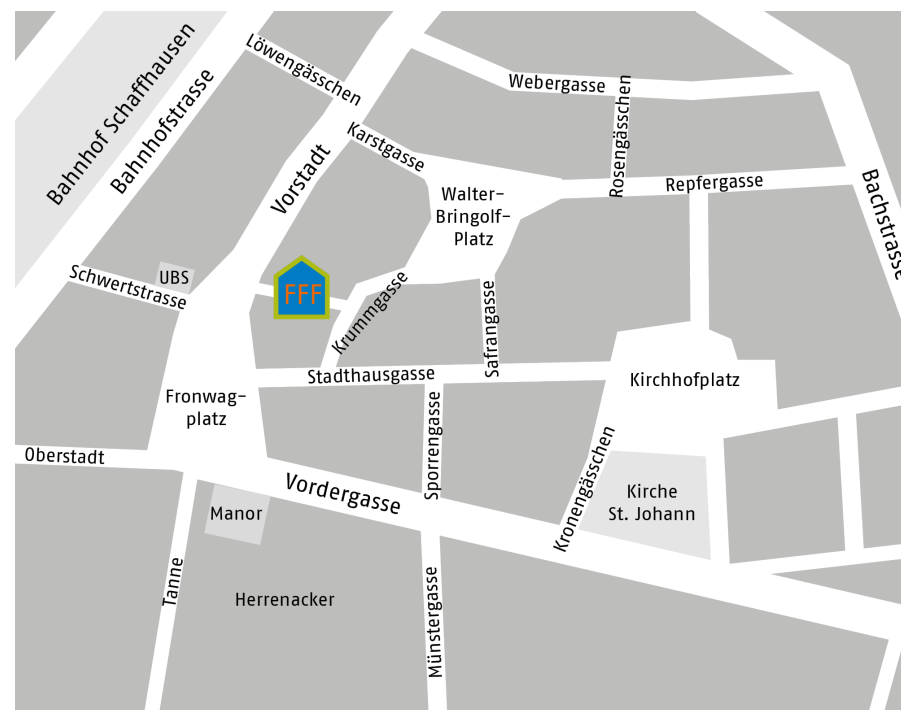 Bahnhof Schaffhausen
Bahnhofstrasse
Löwengässchen
Webergasse
Rosengässchen
Karstgasse
Vorstadt
Walter-
Bringolf-
Platz
Repfergasse
Bachstrasse
UBS
Schwertstrasse
FFF
Krummgasse
Safrangasse
Stadthausgasse
Kirchhofplatz
Fronwag-
platz
Sporrengasse
Oberstadt
Vordergasse
Kronengässchen
Kirche
St. Johann
Manor
Tanne
Herrenacker
Münstergasse